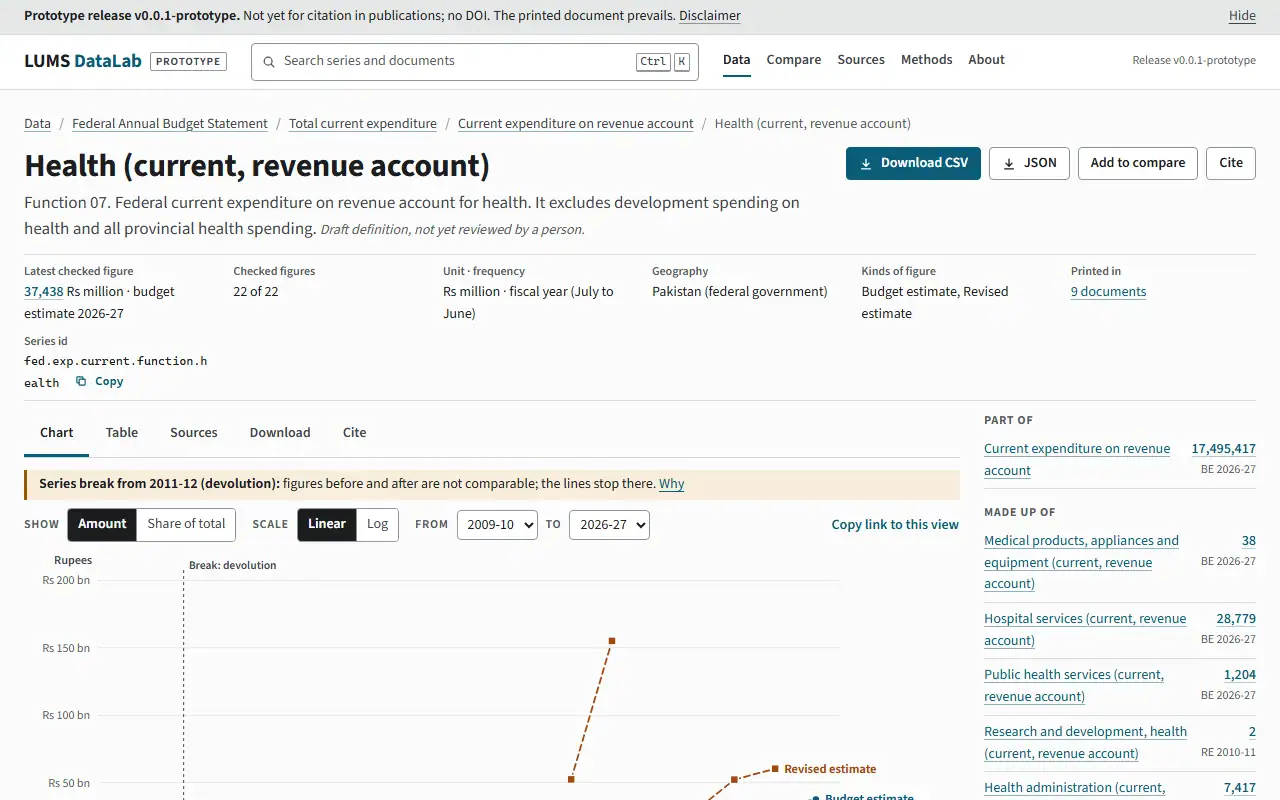 Prototype release v0.0.1-prototype. Not yet for citation in publications; no DOI. The printed document prevails. Disclaimer
Hide
LUMS DataLab PROTOTYPE
Search series and documents Ctrl K
Data Compare Sources Methods About
Release v0.0.1-prototype
Data / Federal Annual Budget Statement / Total current expenditure / Current expenditure on revenue account / Health (current, revenue account)
Health (current, revenue account)
Download CSV JSON Add to compare Cite
Function 07. Federal current expenditure on revenue account for health. It excludes development spending on
health and all provincial health spending. Draft definition, not yet reviewed by a person.
Latest checked figure
37,438 Rs million · budget
estimate 2026-27
Checked figures
22 of 22
Unit · frequency
Rs million · fiscal year (July to
June)
Geography
Pakistan (federal government)
Kinds of figure
Budget estimate, Revised
estimate
Printed in
9 documents
Series id
fed.exp.current.function.h
ealth Copy
Chart Table Sources Download Cite
Series break from 2011-12 (devolution): figures before and after are not comparable; the lines stop there. Why
SHOW Amount Share of total SCALE Linear Log FROM 2009-10 TO 2026-27
Copy link to this view
Rupees
Break: devolution
Rs 200 bn
Rs 150 bn
Rs 100 bn
Rs 50 bn
Revised estimate
Budget estimate
PART OF
Current expenditure on revenue 17,495,417
account BE 2026-27
MADE UP OF
Medical products, appliances and 38
equipment (current, revenue BE 2026-27
account)
Hospital services (current, revenue 28,779
account) BE 2026-27
Public health services (current, 1,204
revenue account) BE 2026-27
Research and development, health 2
(current, revenue account) RE 2010-11
Health administration (current, 7,417